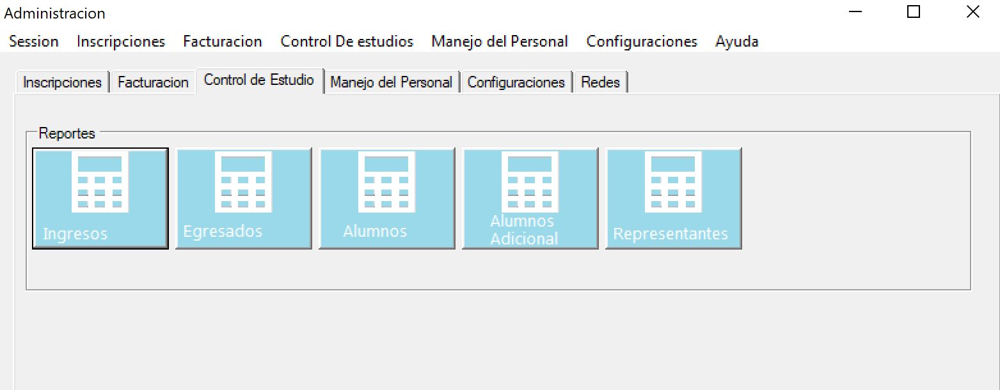 Administracion
Session Inscripciones Facturacion Control De estudios Manejo del Personal Configuraciones Ayuda
Inscripciones Facturacion Control de Estudio Manejo del Personal Configuraciones Redes
Reportes
Ingresos
Egresados
Alumnos
Alumnos
Adicional
Representantes